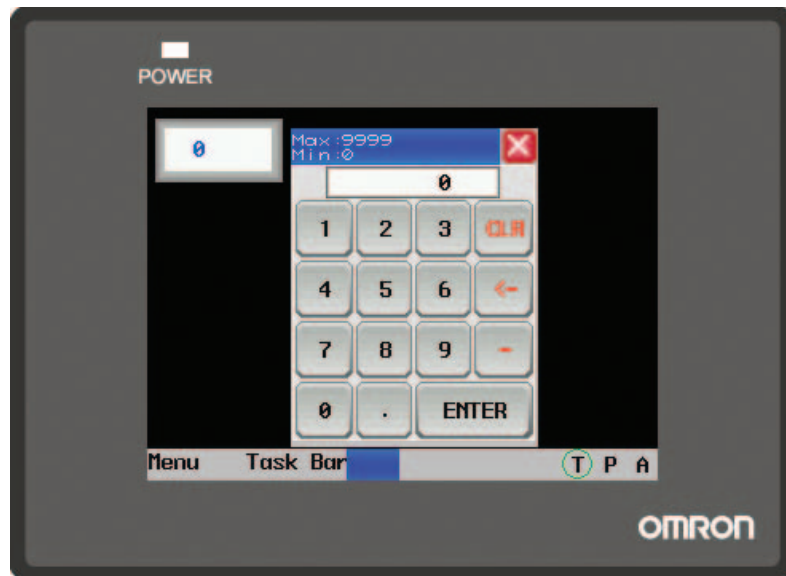 POWER
0
Max:9999
Min:0
0
1 2 3 CLR
4 5 6 <-
7 8 9 -
0 . ENTER
Menu Task Bar T P A
OMRON